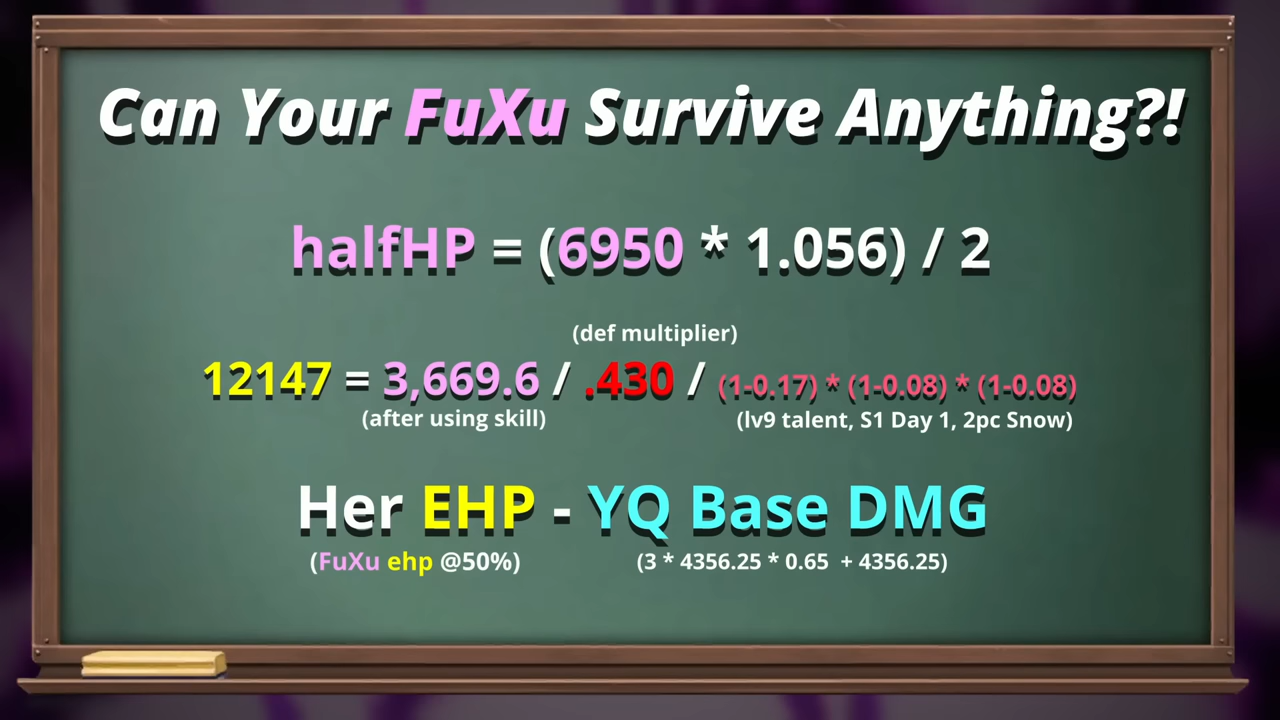 Can Your FuXu Survive Anything?!
halfHP = (6950 * 1.056) / 2
(def multiplier)
12147 = 3,669.6 / .430 / (1-0.17) * (1-0.08) * (1-0.08)
(after using skill) (lv9 talent, S1 Day 1, 2pc Snow)
Her EHP - YQ Base DMG
(FuXu ehp @50%) (3 * 4356.25 * 0.65 + 4356.25)